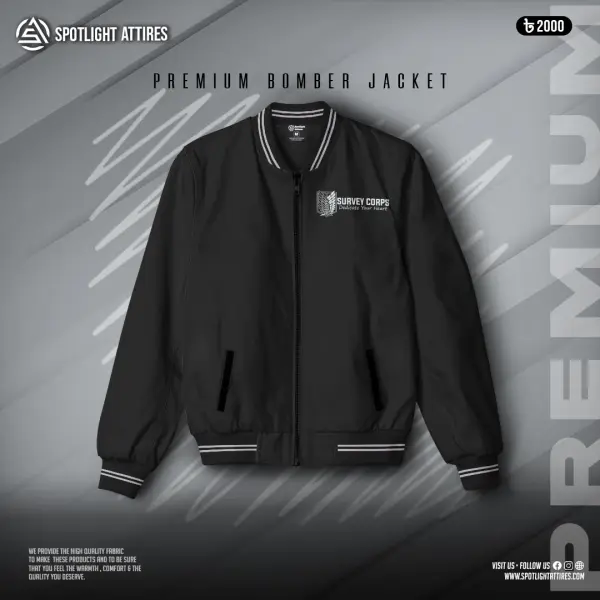 SPOTLIGHT ATTIRES
৳ 2000
PREMIUM BOMBER JACKET
Spotlight
M
SURVEY CORPS
Dedicate Your Heart
PREMIUM
WE PROVIDE THE HIGH QUALITY FABRIC
TO MAKE THESE PRODUCTS AND TO BE SURE
THAT YOU FEEL THE WARMTH , COMFORT & THE
QUALITY YOU DESERVE.
VISIT US • FOLLOW US
WWW.SPOTLIGHTATTIRES.COM